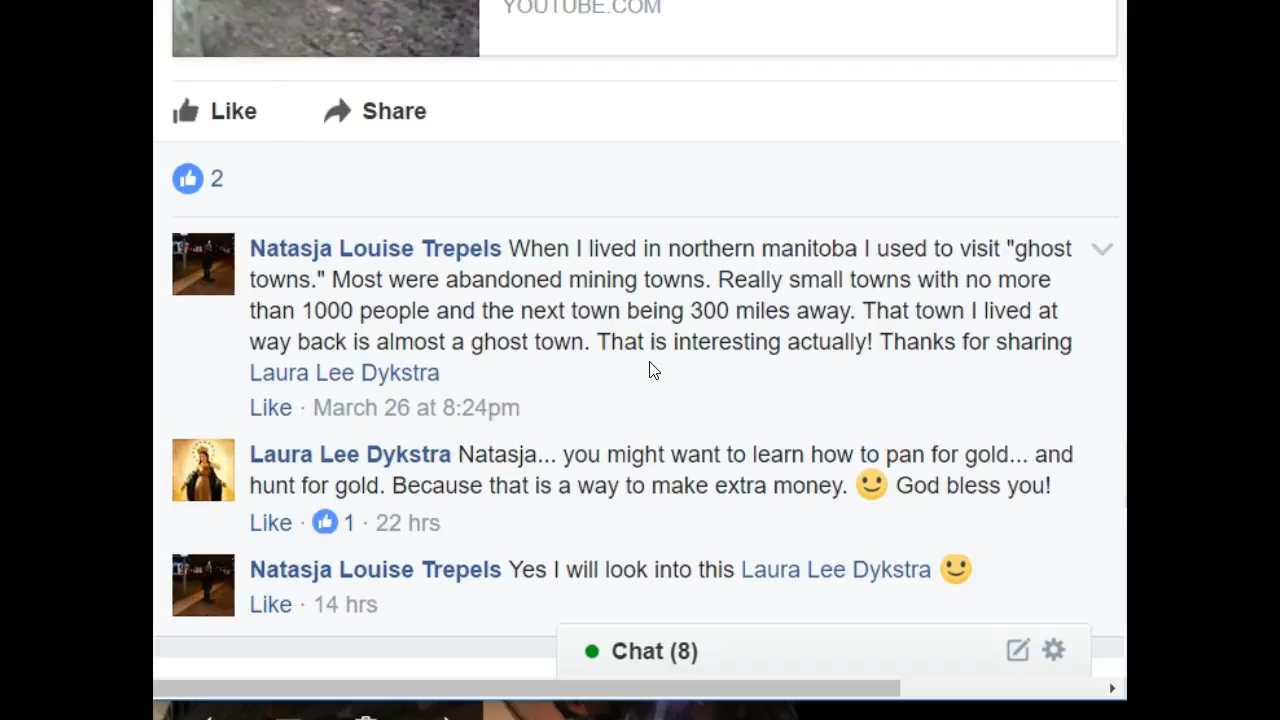 YOUTUBE.COM
Like Share
2
Natasja Louise Trepels When I lived in northern manitoba I used to visit "ghost
towns." Most were abandoned mining towns. Really small towns with no more
than 1000 people and the next town being 300 miles away. That town I lived at
way back is almost a ghost town. That is interesting actually! Thanks for sharing
Laura Lee Dykstra
Like · March 26 at 8:24pm
Laura Lee Dykstra Natasja... you might want to learn how to pan for gold... and
hunt for gold. Because that is a way to make extra money. 🙂 God bless you!
Like · 1 · 22 hrs
Natasja Louise Trepels Yes I will look into this Laura Lee Dykstra 🙂
Like · 14 hrs
Chat (8)